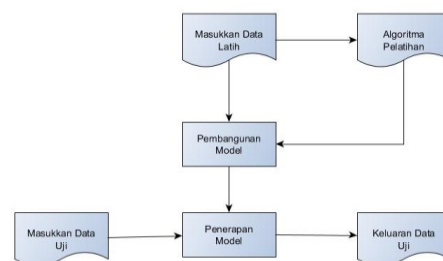 Masukkan Data
Latih
Algoritma
Pelatihan
Pembangunan
Model
Masukkan Data
Uji
Penerapan
Model
Keluaran Data
Uji